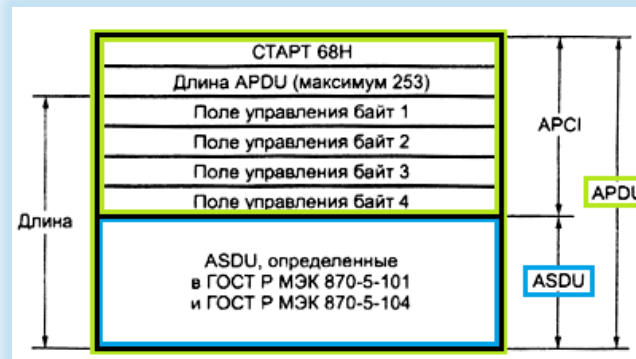 СТАРТ 68H
Длина APDU (максимум 253)
Поле управления байт 1
Поле управления байт 2
Поле управления байт 3
Поле управления байт 4
APCI
APDU
Длина
ASDU, определенные
в ГОСТ Р МЭК 870-5-101
и ГОСТ Р МЭК 870-5-104
ASDU